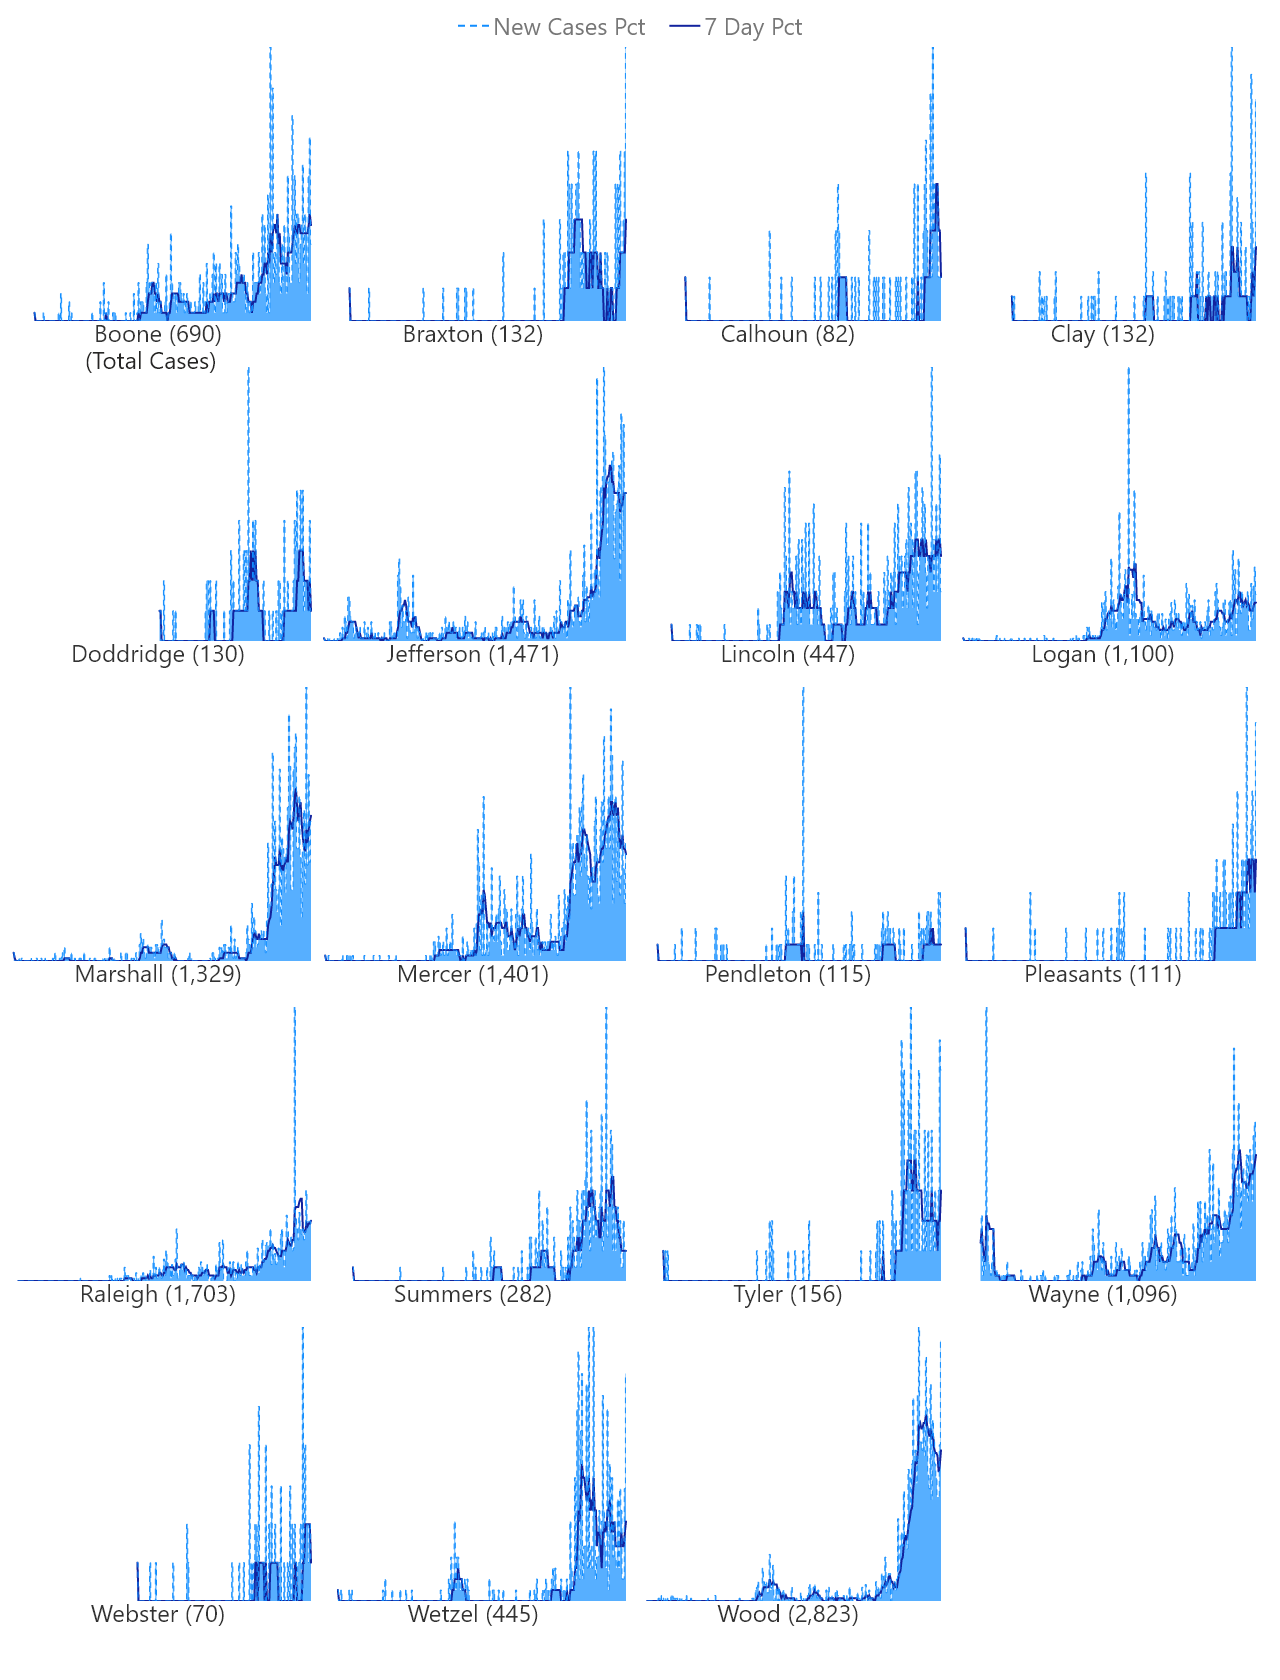 New Cases Pct 7 Day Pct
Boone (690) Braxton (132) Calhoun (82) Clay (132)
(Total Cases)
Doddridge (130) Jefferson (1,471) Lincoln (447) Logan (1,100)
Marshall (1,329) Mercer (1,401) Pendleton (115) Pleasants (111)
Raleigh (1,703) Summers (282) Tyler (156) Wayne (1,096)
Webster (70) Wetzel (445) Wood (2,823)